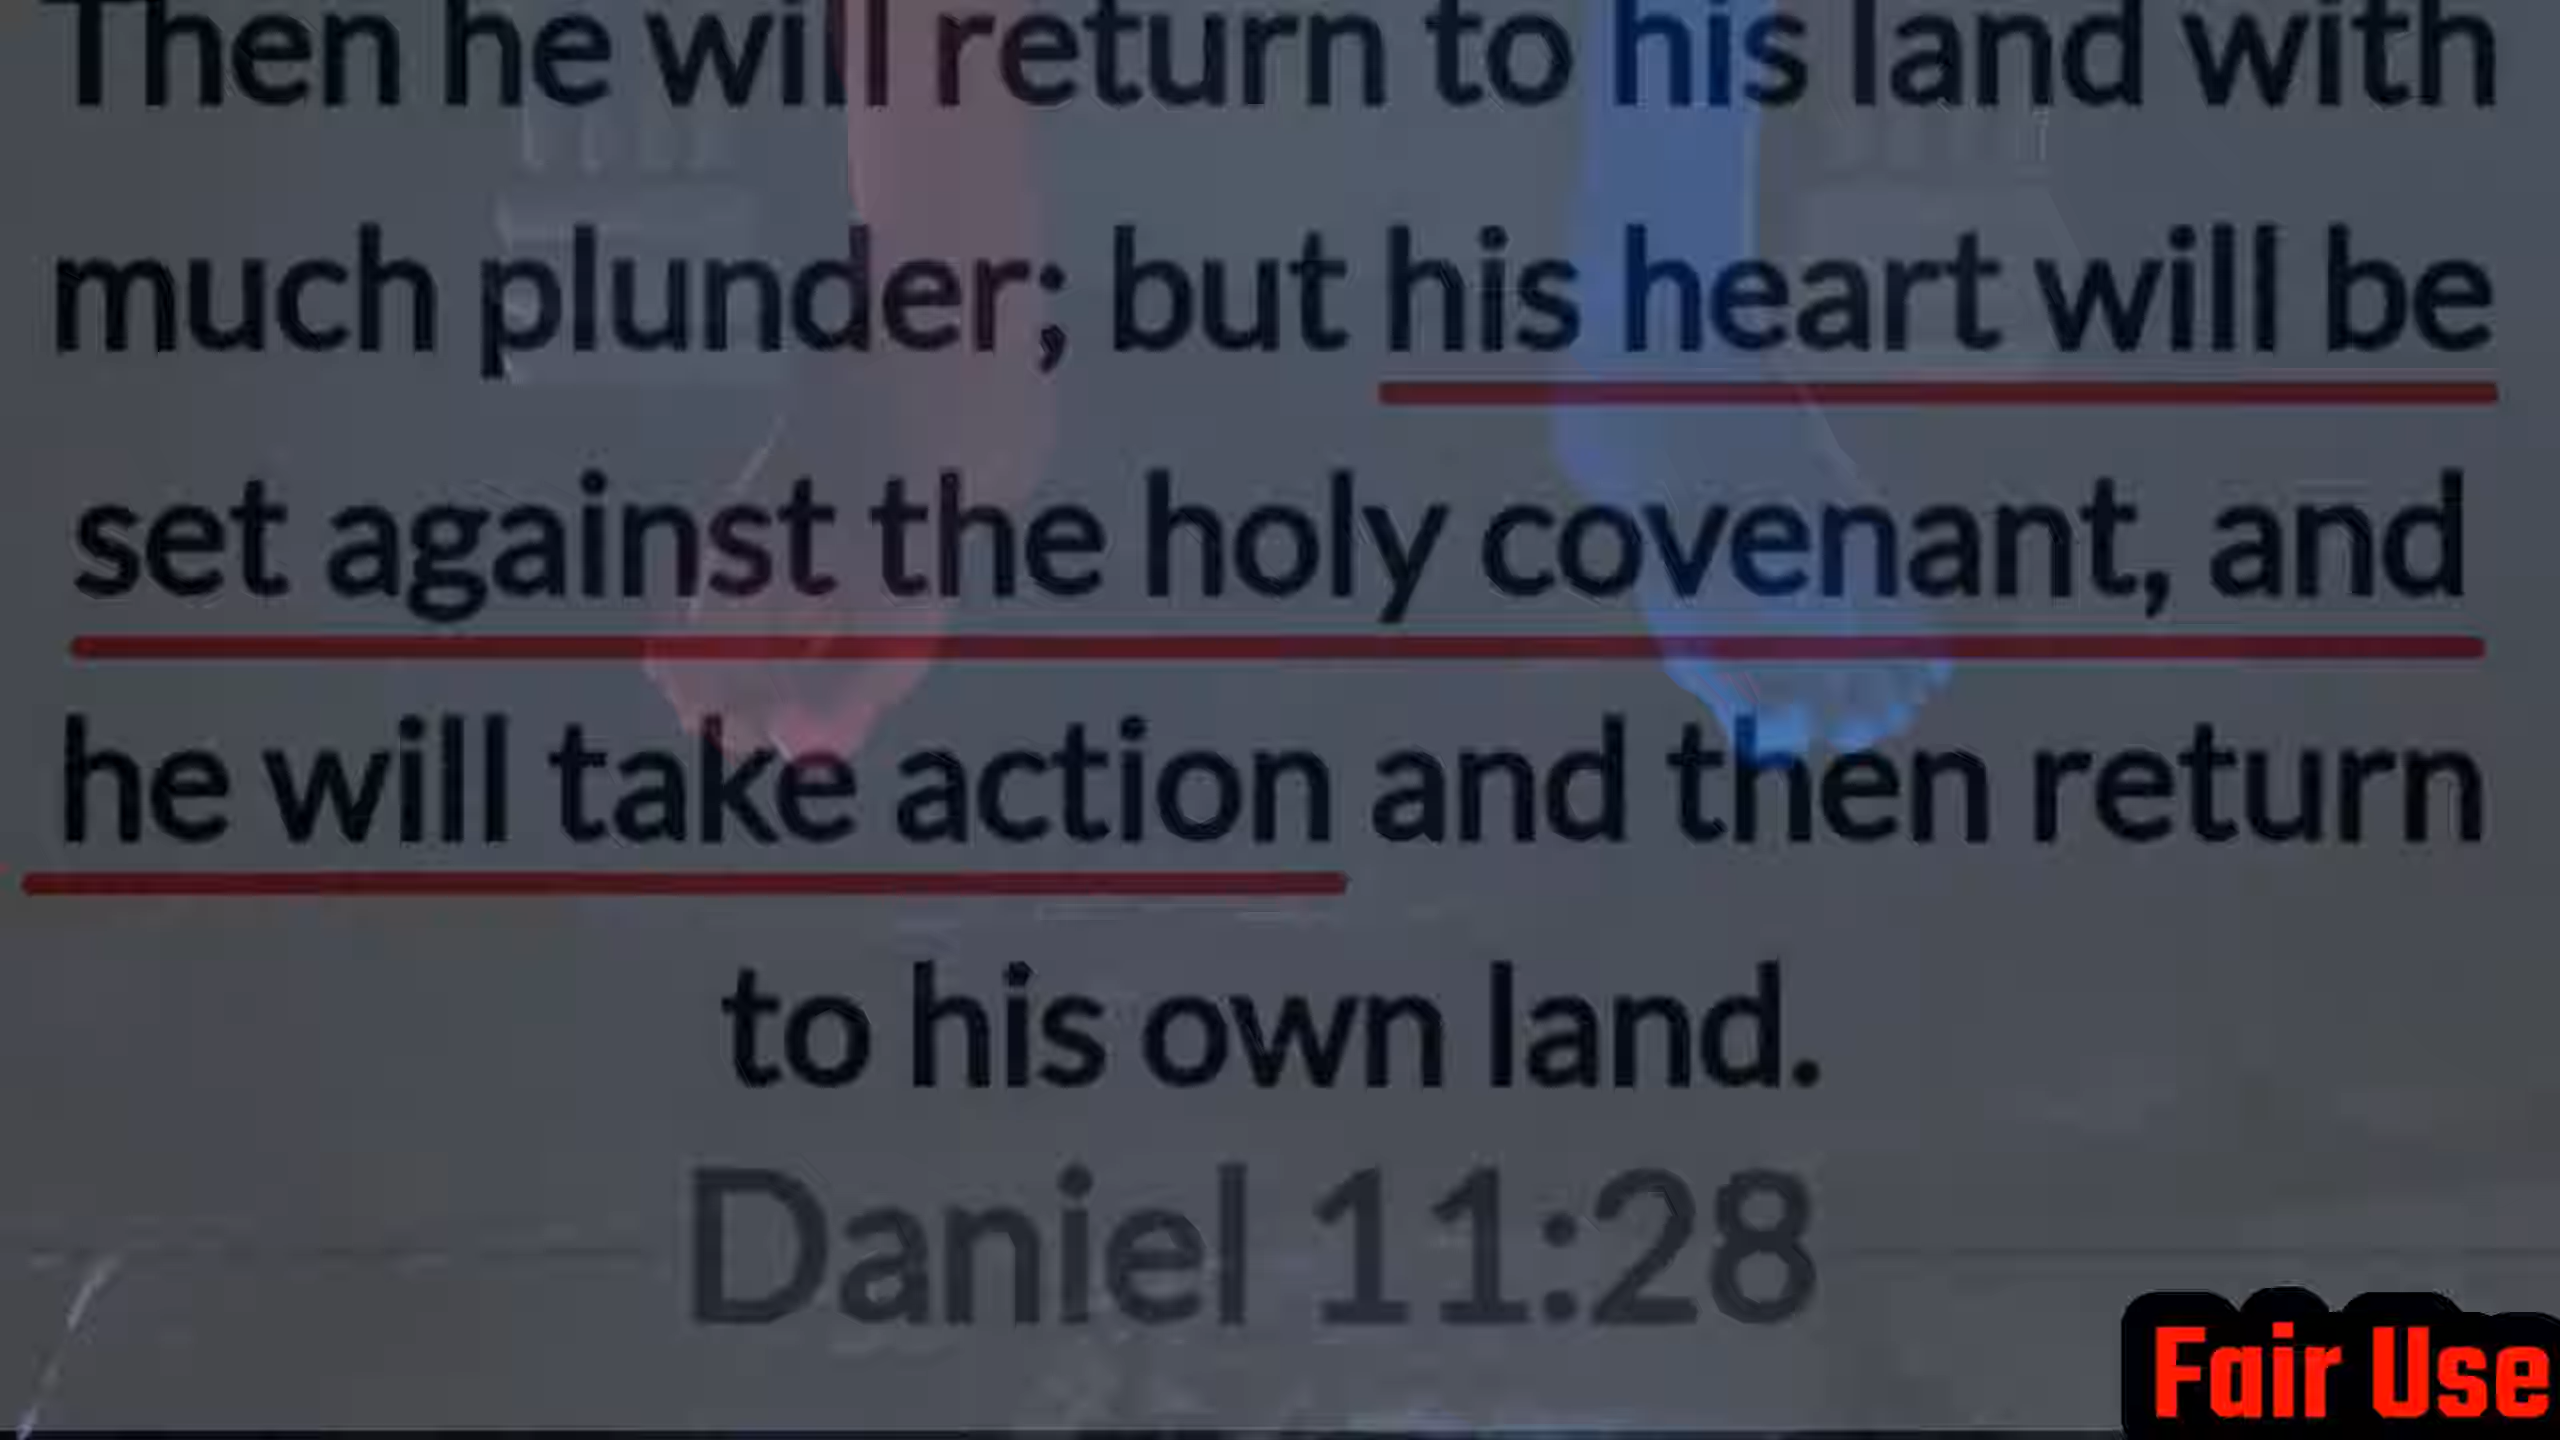 Then he will return to his land with
much plunder; but his heart will be
set against the holy covenant, and
he will take action and then return
to his own land.
Daniel 11:28
Fair Use